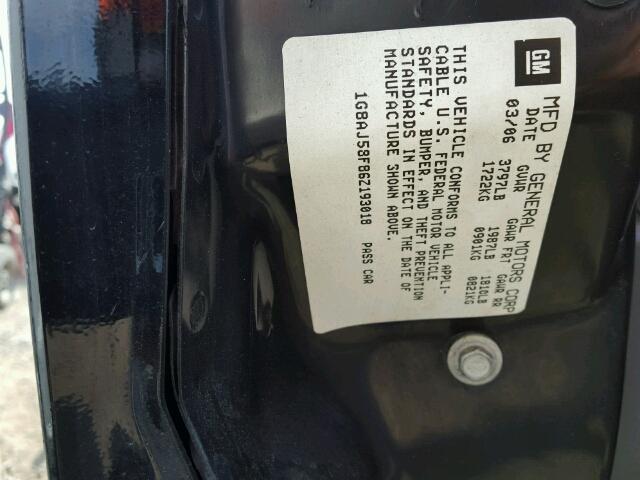 GM
MFD BY GENERAL MOTORS CORP
DATE GVWR GAWR FRT GAWR RR
03/06 3797LB 1987LB 1810LB
1722KG 0901KG 0821KG
THIS VEHICLE CONFORMS TO ALL APPLI-
CABLE U.S. FEDERAL MOTOR VEHICLE
SAFETY, BUMPER, AND THEFT PREVENTION
STANDARDS IN EFFECT ON THE DATE OF
MANUFACTURE SHOWN ABOVE.
1G8AJ58F86Z193018 PASS CAR